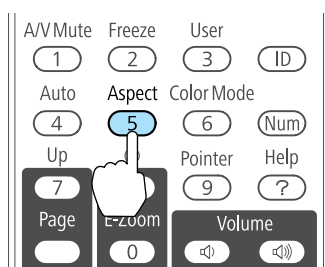 A/V Mute Freeze User
1 2 3 ID
Auto Aspect Color Mode
4 5 6 Num
Up Pointer Help
7 9 ?
Page E-Zoom Volume
0